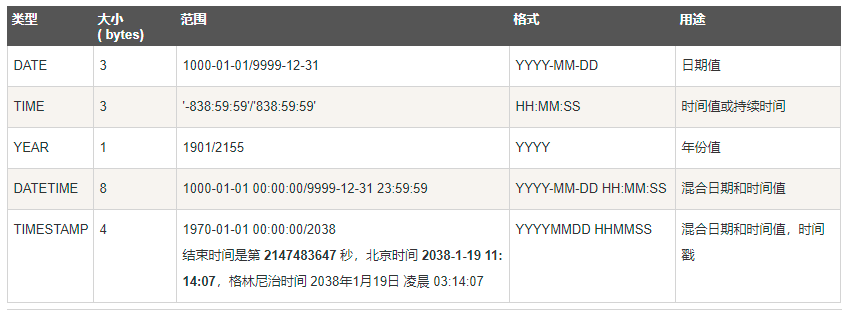 类型 大小 ( bytes) 范围 格式 用途
DATE 3 1000-01-01/9999-12-31 YYYY-MM-DD 日期值
TIME 3 '-838:59:59'/'838:59:59' HH:MM:SS 时间值或持续时间
YEAR 1 1901/2155 YYYY 年份值
DATETIME 8 1000-01-01 00:00:00/9999-12-31 23:59:59 YYYY-MM-DD HH:MM:SS 混合日期和时间值
TIMESTAMP 4 1970-01-01 00:00:00/2038 YYYYMMDD HHMMSS 混合日期和时间值，时间
结束时间是第 2147483647 秒，北京时间 2038-1-19 11: 戳
14:07，格林尼治时间 2038年1月19日 凌晨 03:14:07